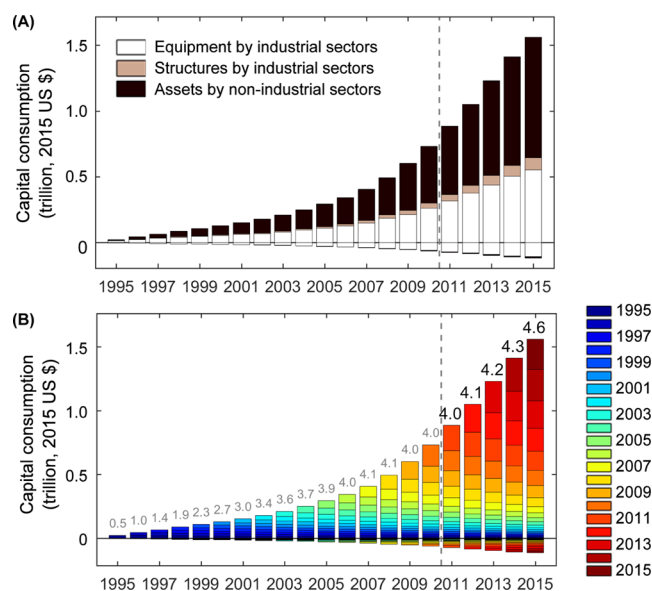 (A)
Capital consumption
(trillion, 2015 US $)
1.5
1.0
0.5
0
Equipment by industrial sectors
Structures by industrial sectors
Assets by non-industrial sectors
1995 1997 1999 2001 2003 2005 2007 2009 2011 2013 2015
(B)
Capital consumption
(trillion, 2015 US $)
1.5
1.0
0.5
0
0.5 1.0 1.4 1.9 2.3 2.7 3.0 3.4 3.6 3.7 3.9 4.0 4.1 4.1 4.0 4.0 4.0 4.1 4.2 4.3 4.6
1995 1997 1999 2001 2003 2005 2007 2009 2011 2013 2015
1995
1997
1999
2001
2003
2005
2007
2009
2011
2013
2015